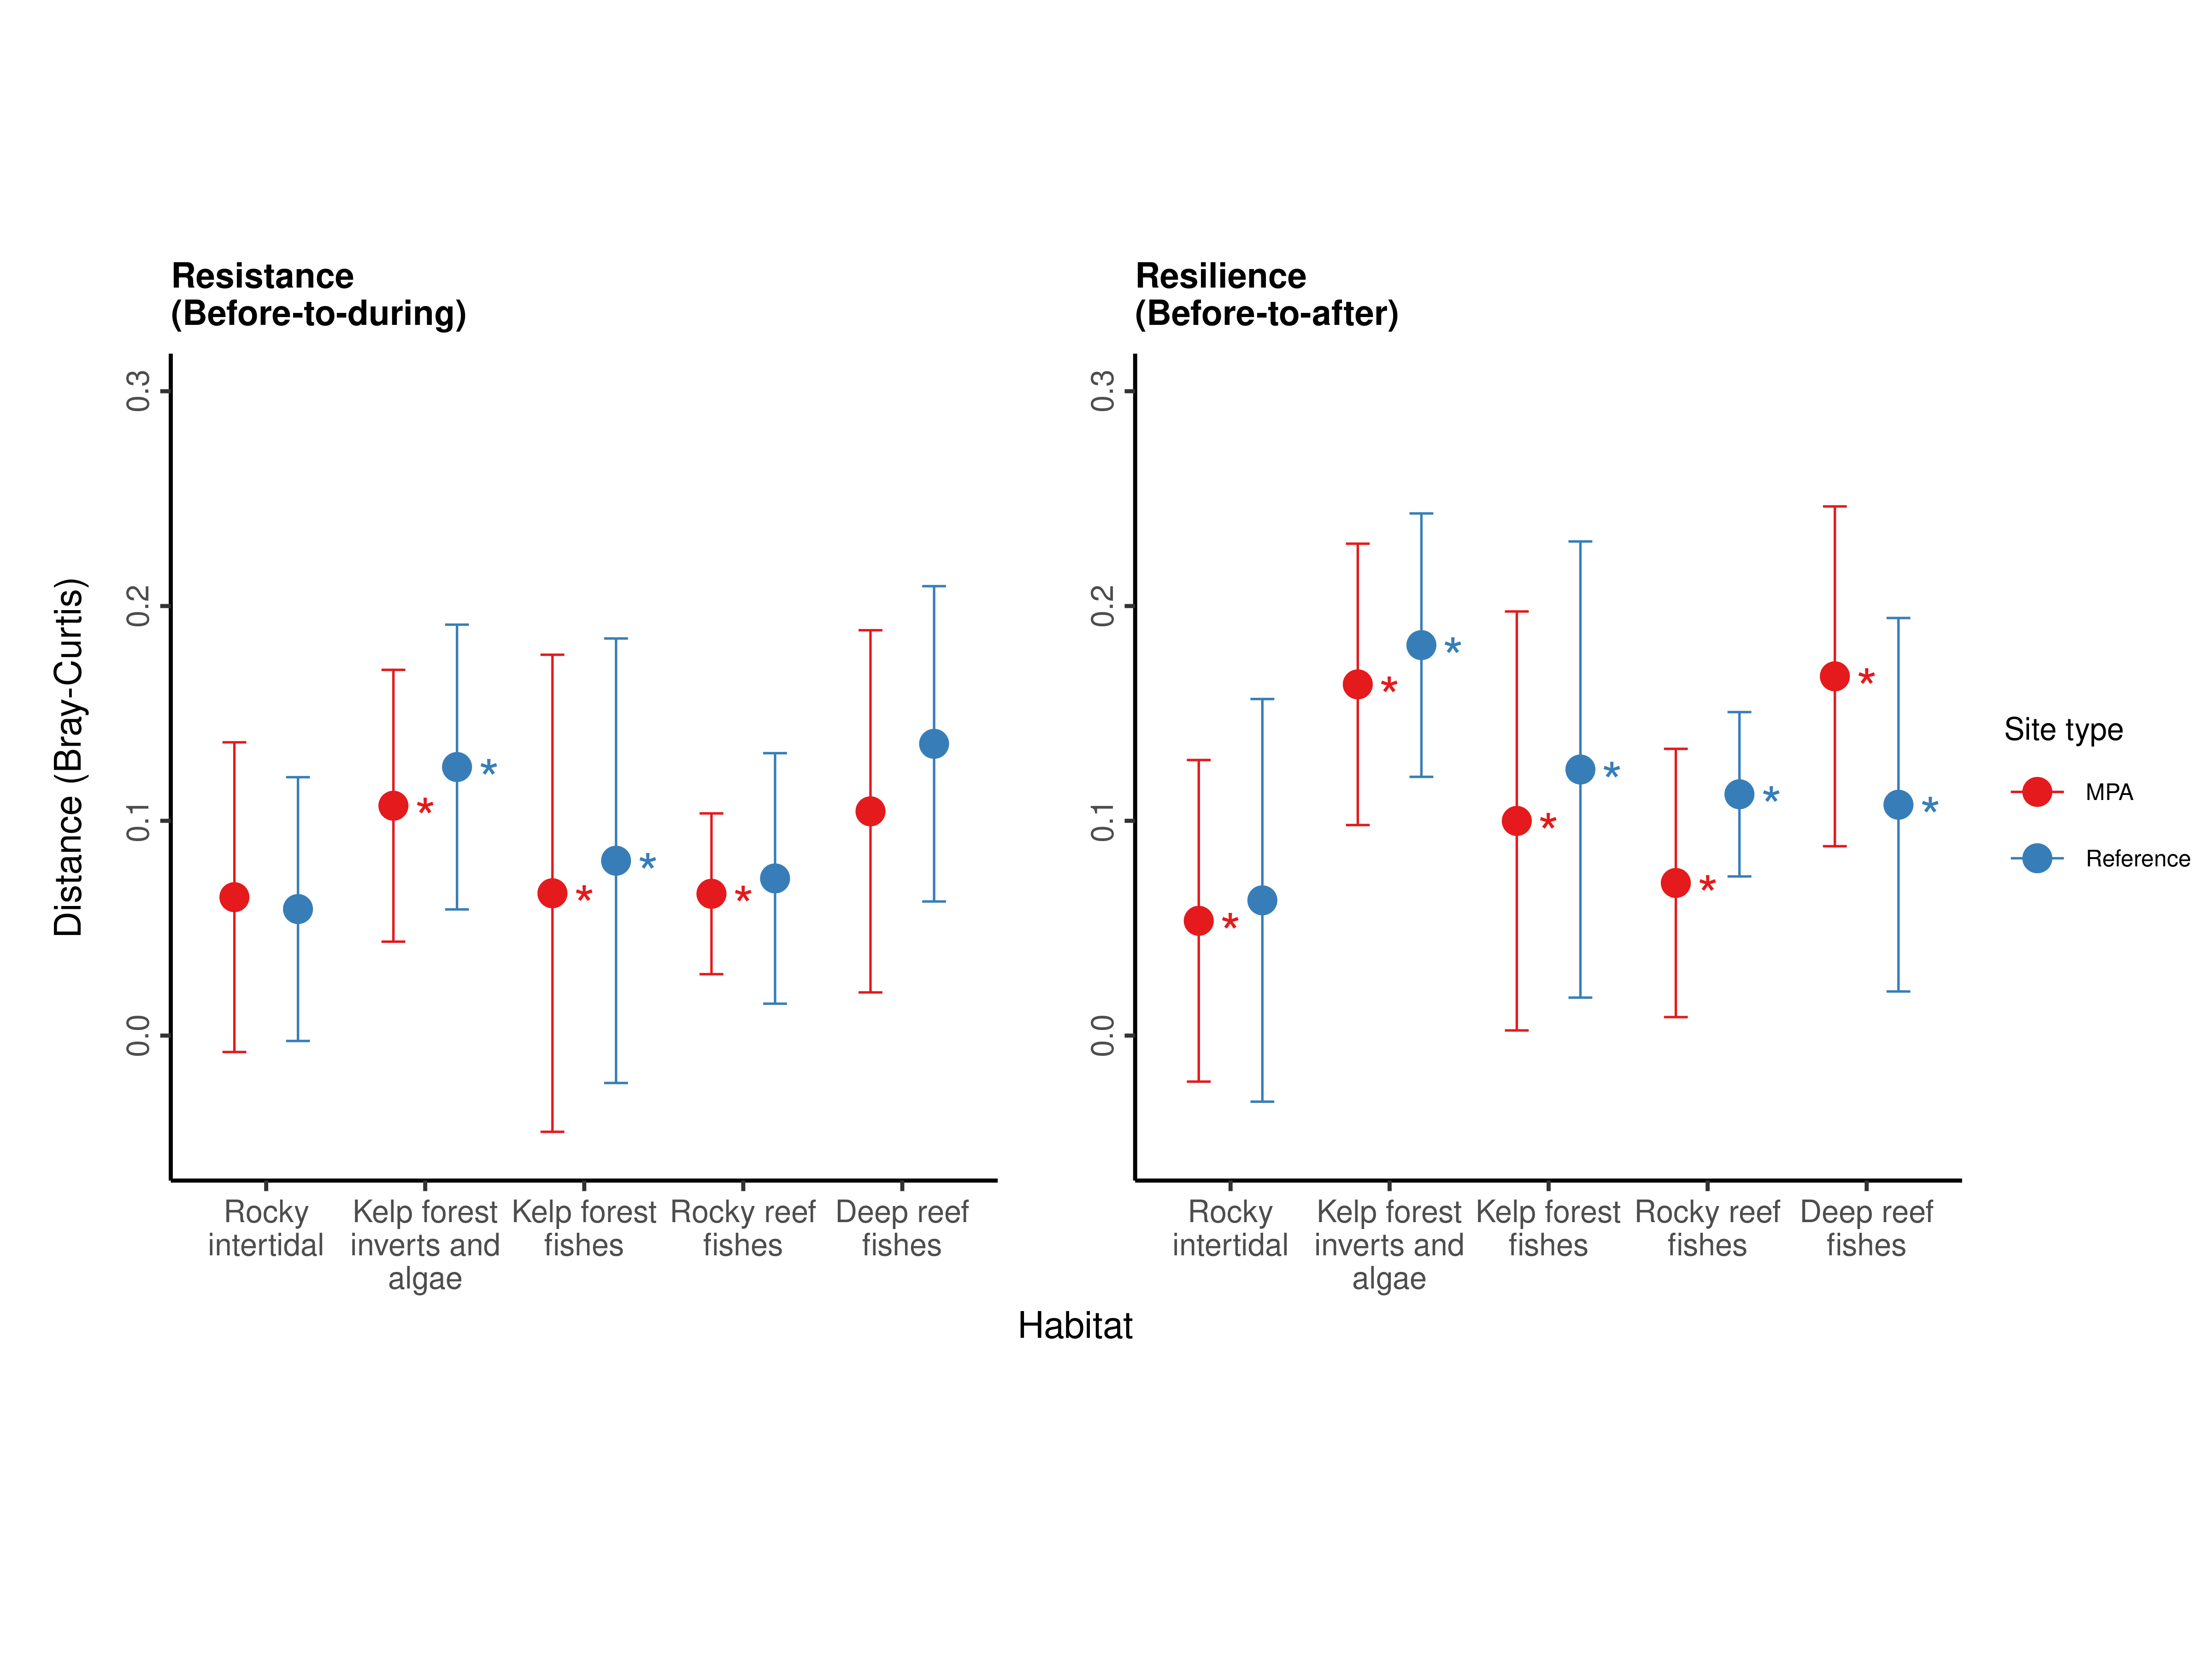 Resistance
(Before-to-during)
Resilience
(Before-to-after)
Distance (Bray-Curtis)
0.3
0.2
0.1
0.0
*
*
*
*
*
Rocky
intertidal
Kelp forest
inverts and
algae
Kelp forest
fishes
Rocky reef
fishes
Deep reef
fishes
0.3
0.2
0.1
0.0
*
*
*
*
*
*
*
*
*
Rocky
intertidal
Kelp forest
inverts and
algae
Kelp forest
fishes
Rocky reef
fishes
Deep reef
fishes
Habitat
Site type
MPA
Reference